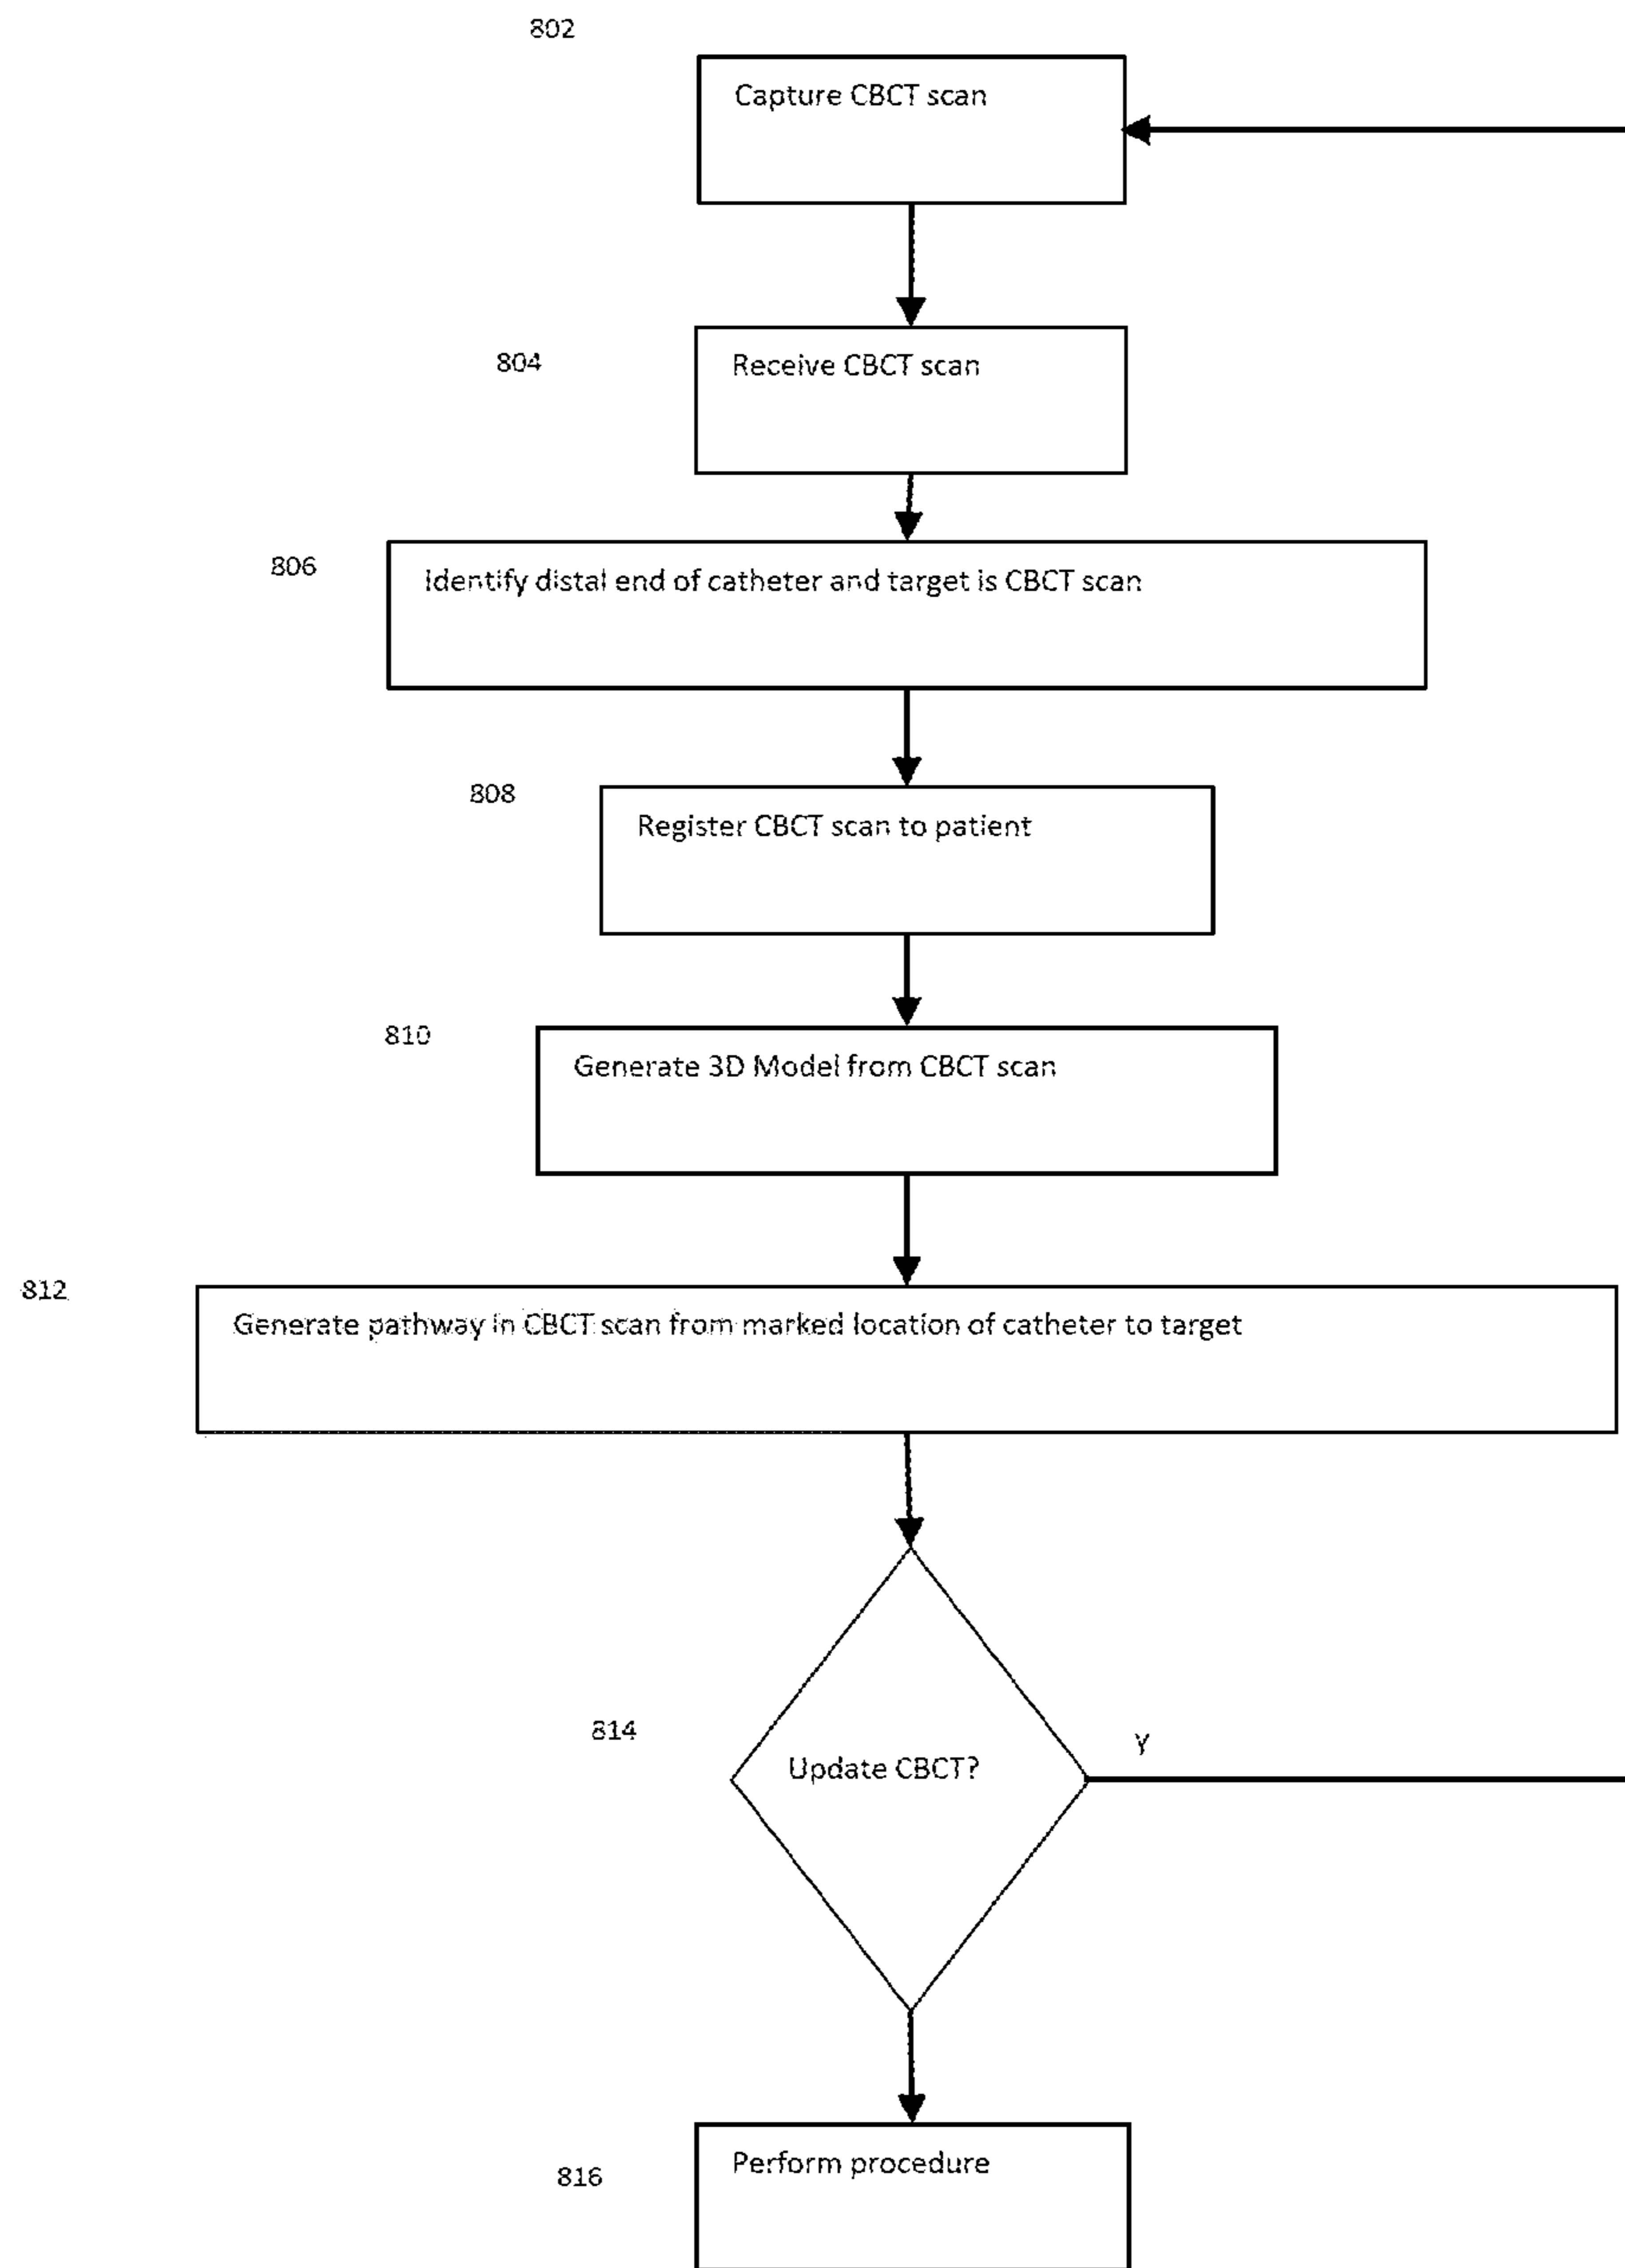 802
Capture CBCT scan
804
Receive CBCT scan
806
Identify distal end of catheter and target is CBCT scan
808
Register CBCT scan to patient
810
Generate 3D Model from CBCT scan
812
Generate pathway in CBCT scan from marked location of catheter to target
814
Update CBCT?
y
816
Perform procedure